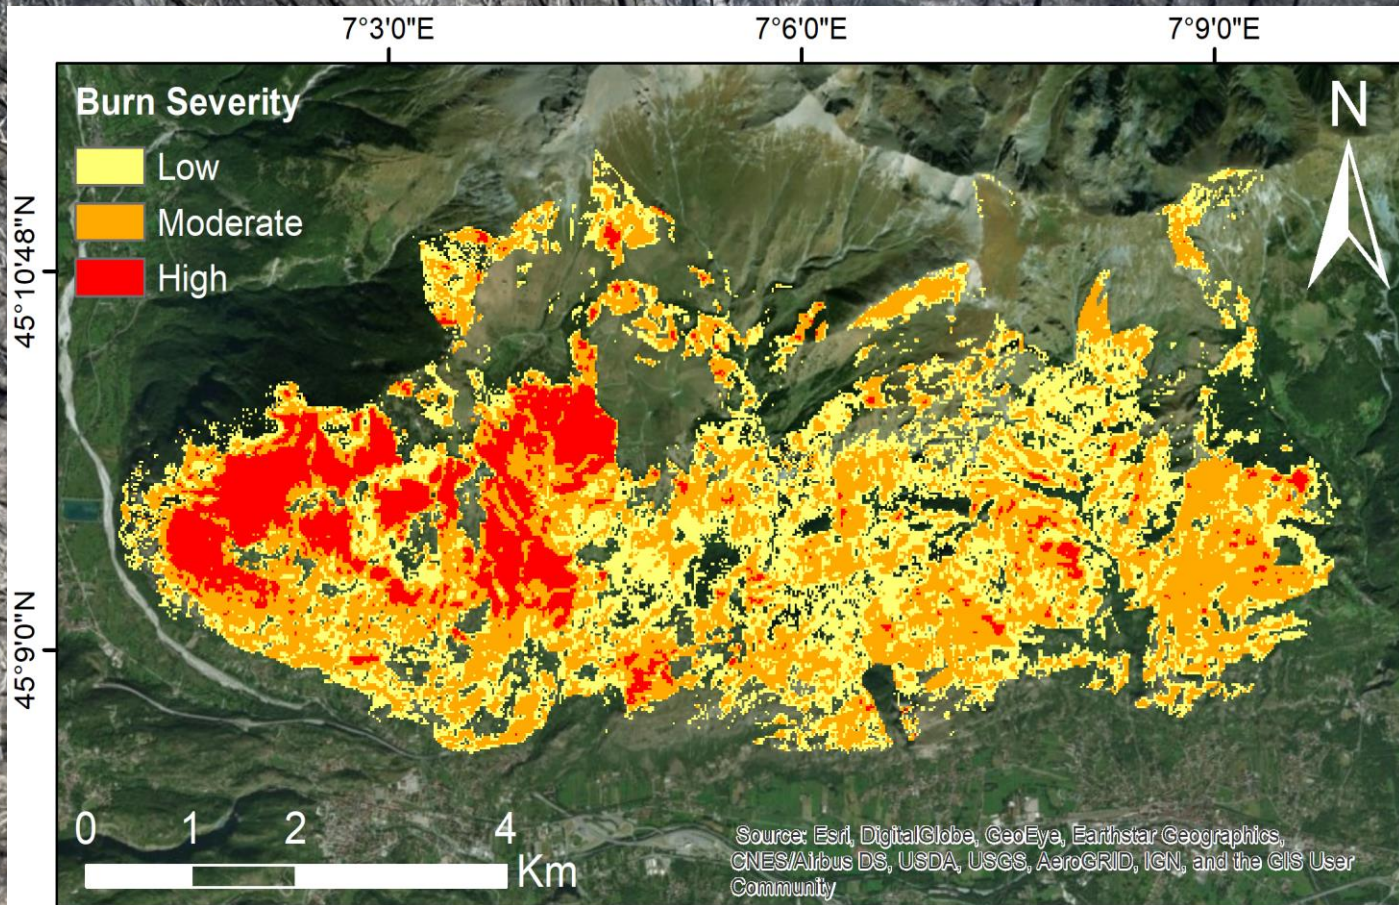 7°3'0"E
7°6'0"E
7°9'0"E
Burn Severity
Low
Moderate
High
N
45°10'48"N
45°9'0"N
0 1 2 4
Km
Source: Esri, DigitalGlobe, GeoEye, Earthstar Geographics,
CNES/Airbus DS, USDA, USGS, AeroGRID, IGN, and the GIS User
Community